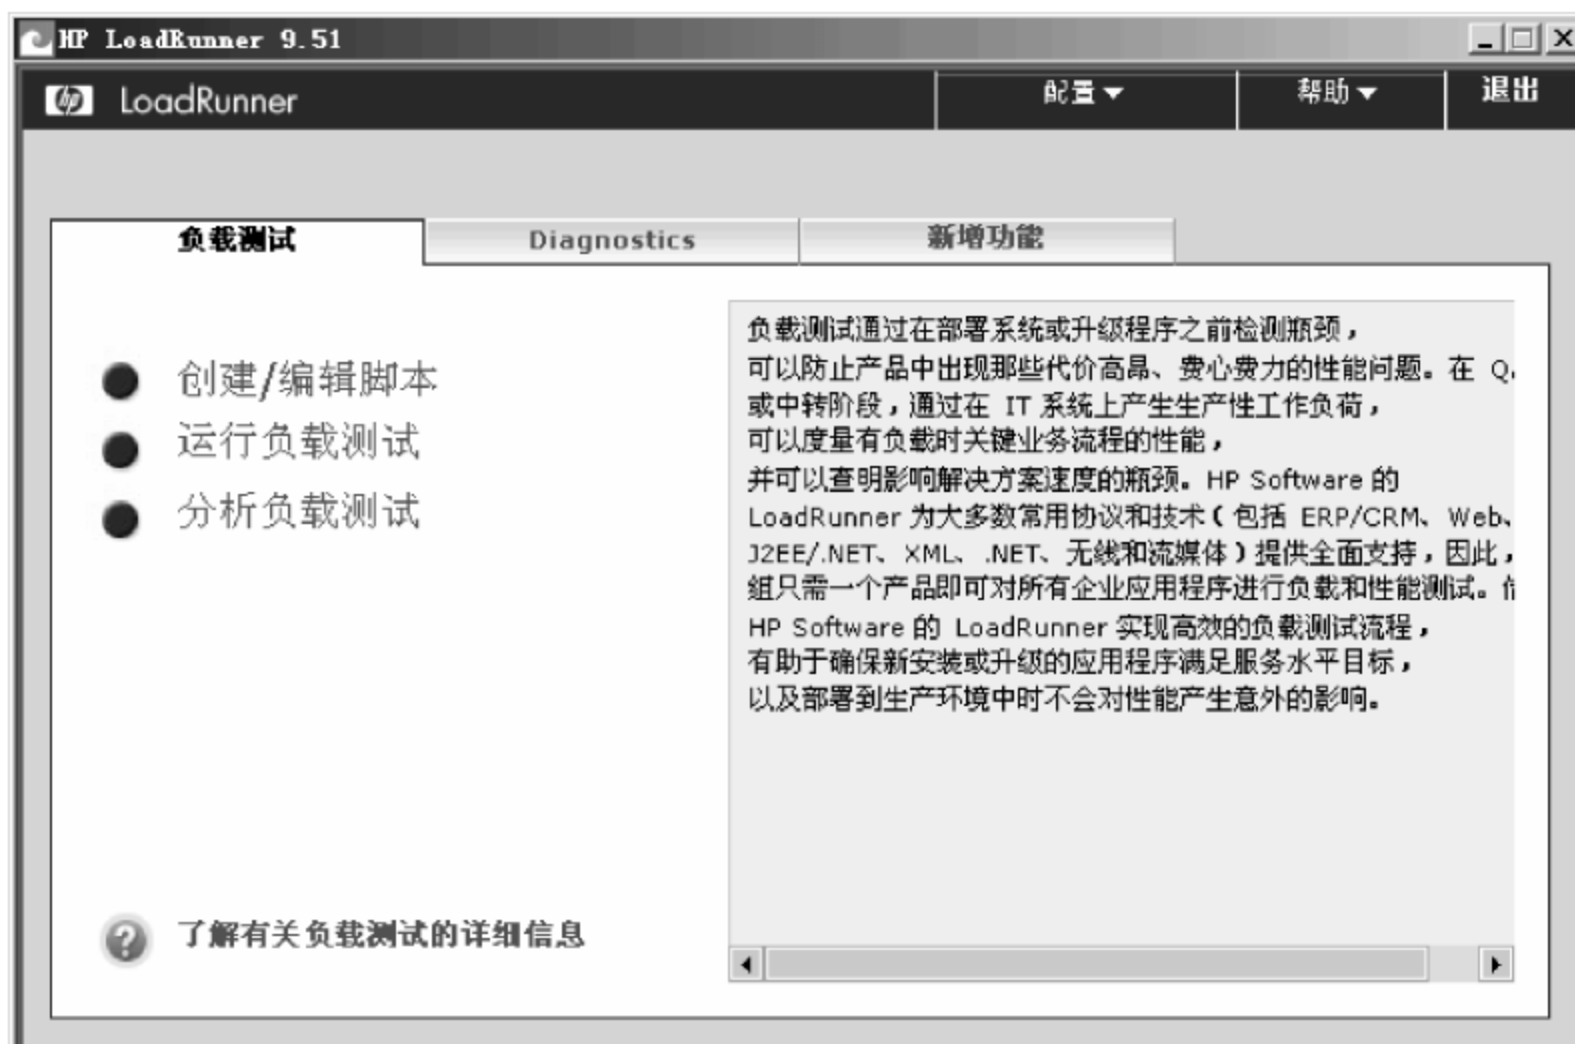 HP LoadRunner 9.51
hp LoadRunner 配置 帮助 退出
负载测试 Diagnostics 新增功能
创建/编辑脚本
运行负载测试
分析负载测试
负载测试通过在部署系统或升级程序之前检测瓶颈，
可以防止产品中出现那些代价高昂、费心费力的性能问题。在 Q
或中转阶段，通过在 IT 系统上产生生产性工作负荷，
可以度量有负载时关键业务流程的性能，
并可以查明影响解决方案速度的瓶颈。HP Software 的
LoadRunner 为大多数常用协议和技术（包括 ERP/CRM、Web、
J2EE/.NET、XML、.NET、无线和流媒体）提供全面支持，因此，
组只需一个产品即可对所有企业应用程序进行负载和性能测试。
HP Software 的 LoadRunner 实现高效的负载测试流程，
有助于确保新安装或升级的应用程序满足服务水平目标，
以及部署到生产环境中时不会对性能产生意外的影响。
了解有关负载测试的详细信息